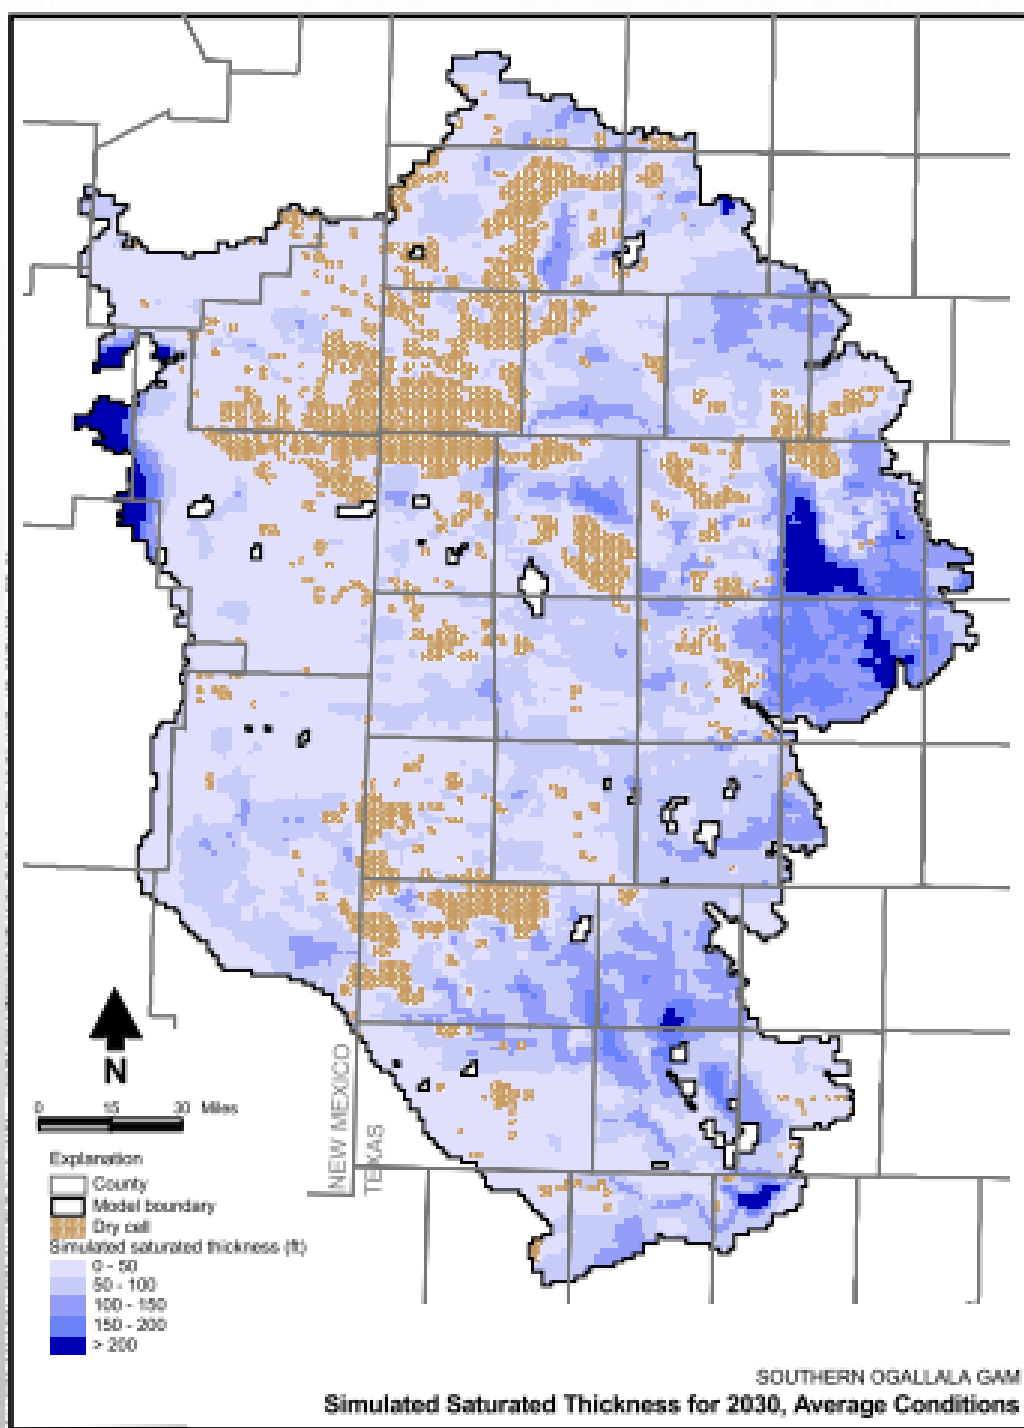 N
0 15 30 Miles
NEW MEXICO
TEXAS
Explanation
County
Model boundary
Dry cell
Simulated saturated thickness (ft)
0 - 50
50 - 100
100 - 150
150 - 200
> 200
SOUTHERN OGALLALA GAM
Simulated Saturated Thickness for 2030, Average Conditions